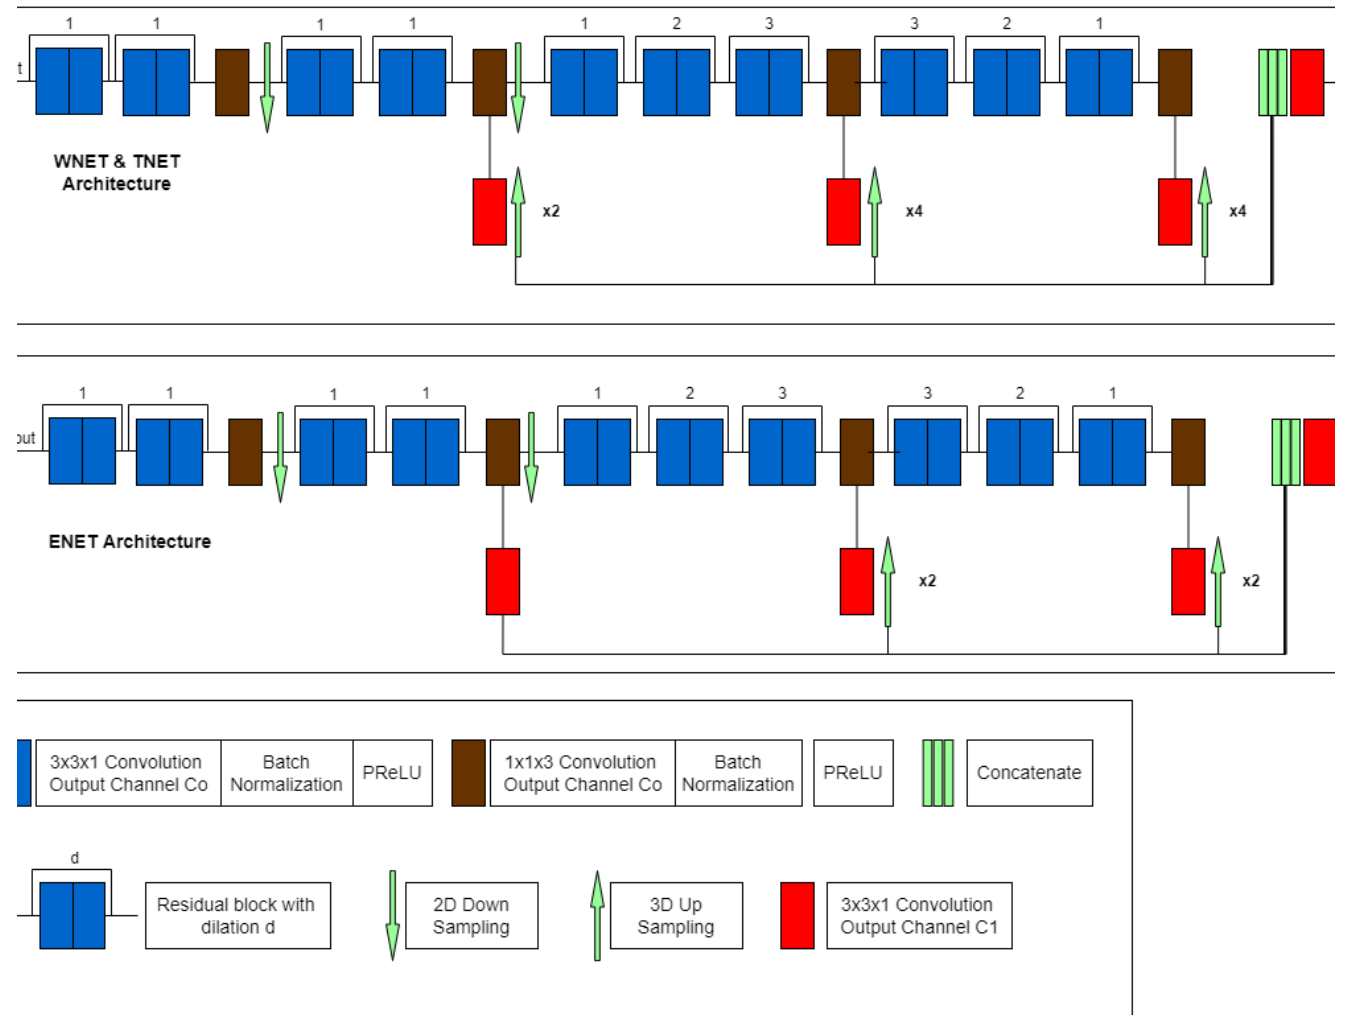 1 1 1 1 1 2 3 3 2 1
t
WNET & TNET
Architecture
x2 x4 x4
1 1 1 1 1 2 3 3 2 1
out
ENET Architecture
x2 x2
3x3x1 Convolution
Output Channel Co
Batch
Normalization
PReLU
1x1x3 Convolution
Output Channel Co
Batch
Normalization
PReLU
Concatenate
d
Residual block with
dilation d
2D Down
Sampling
3D Up
Sampling
3x3x1 Convolution
Output Channel C1